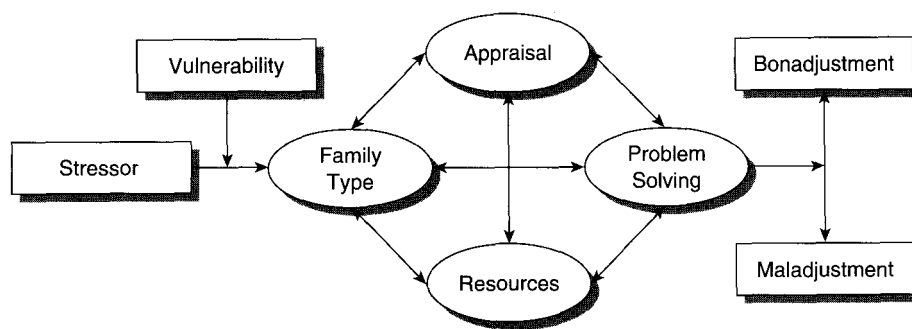 Vulnerability
Appraisal
Bonadjustment
Stressor
Family
Type
Problem
Solving
Resources
Maladjustment